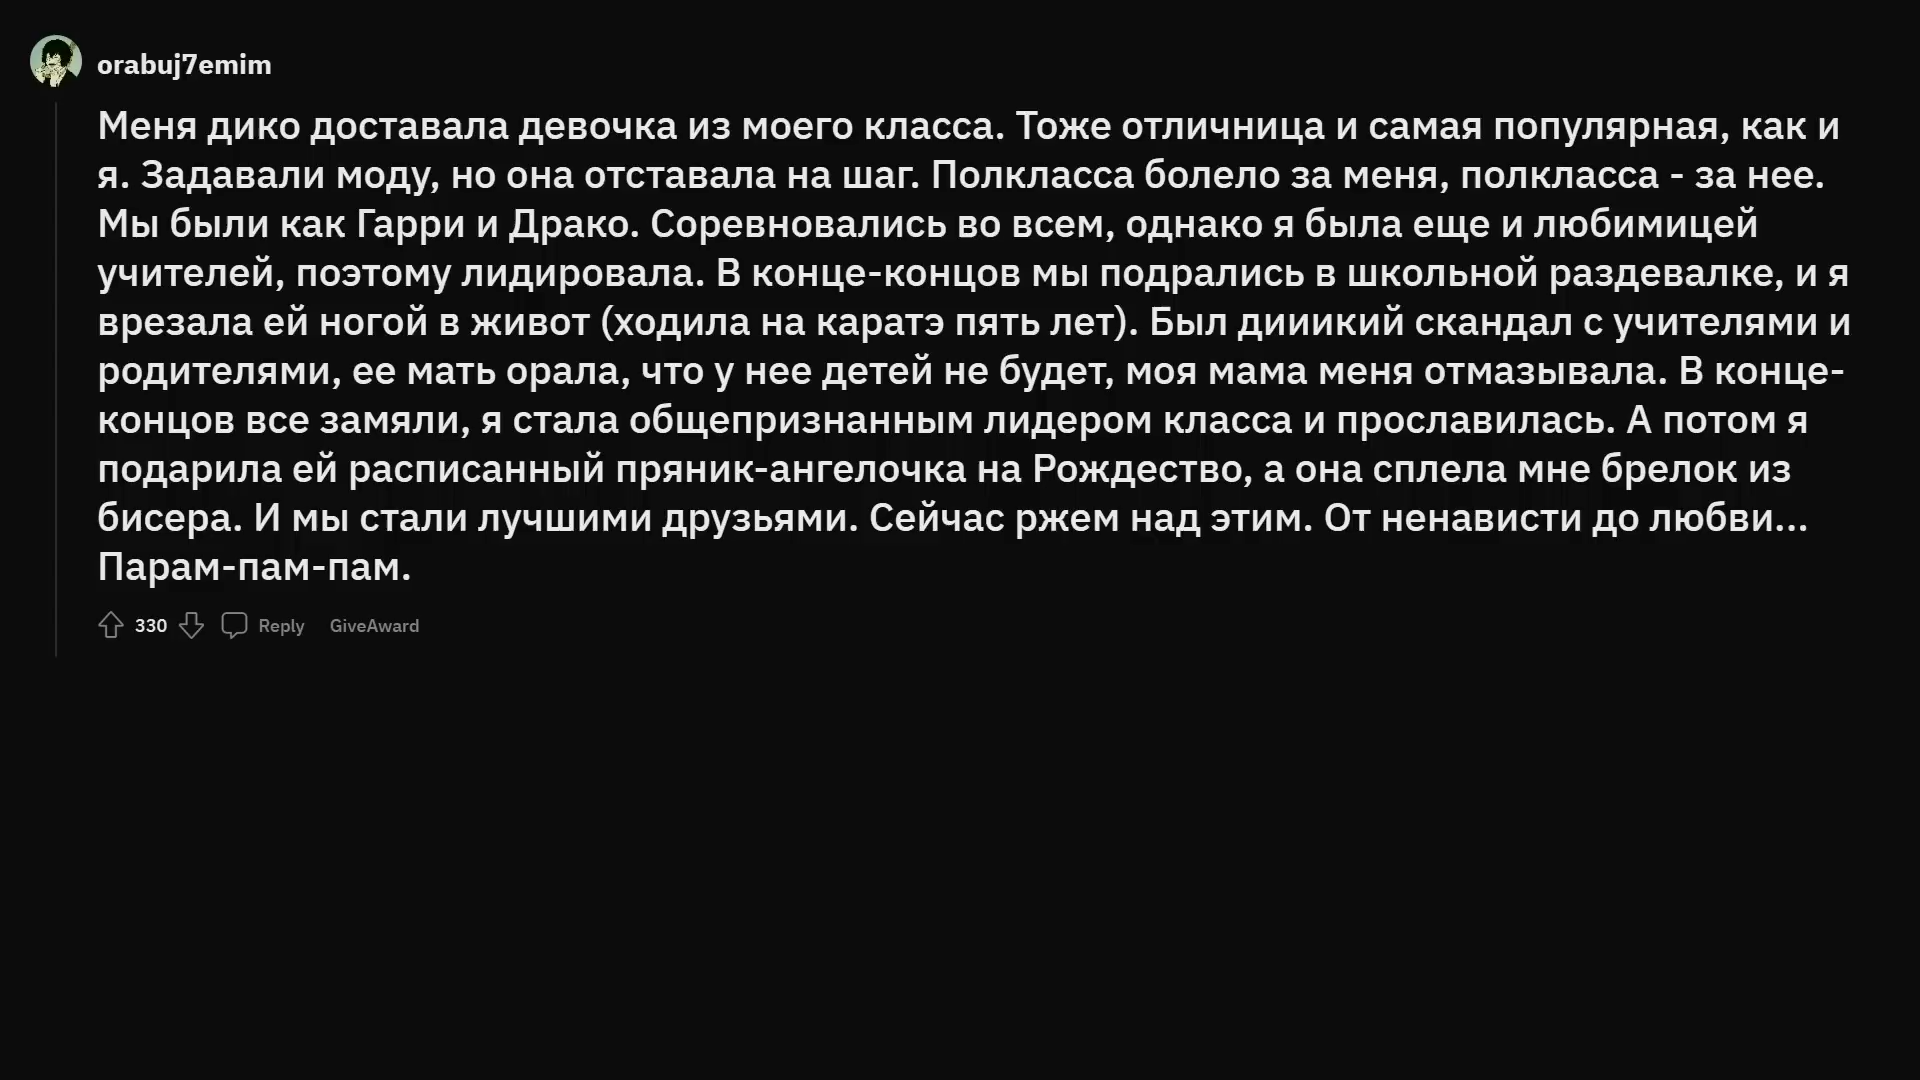 orabuj7emim
Меня дико доставала девочка из моего класса. Тоже отличница и самая популярная, как и
я. Задавали моду, но она отставала на шаг. Полкласса болело за меня, полкласса - за нее.
Мы были как Гарри и Драко. Соревновались во всем, однако я была еще и любимицей
учителей, поэтому лидировала. В конце-концов мы подрались в школьной раздевалке, и я
врезала ей ногой в живот (ходила на каратэ пять лет). Был дииикий скандал с учителями и
родителями, ее мать орала, что у нее детей не будет, моя мама меня отмазывала. В конце-
концов все замяли, я стала общепризнанным лидером класса и прославилась. А потом я
подарила ей расписанный пряник-ангелочка на Рождество, а она сплела мне брелок из
бисера. И мы стали лучшими друзьями. Сейчас ржем над этим. От ненависти до любви...
Парам-пам-пам.
330 Reply GiveAward